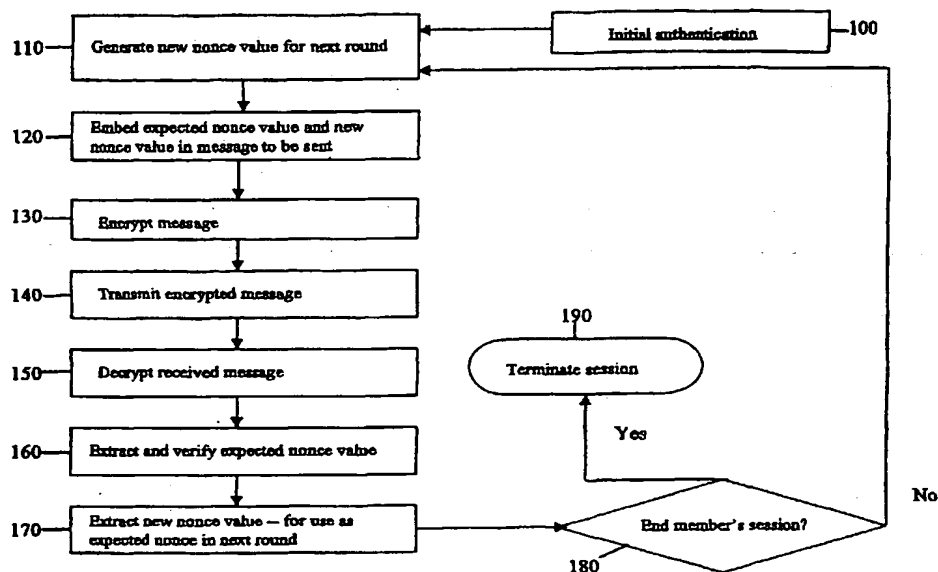 110
Generate new nonce value for next round
Initial authentication
100
120
Embed expected nonce value and new
nonce value in message to be sent
130
Encrypt message
140
Transmit encrypted message
190
150
Decrypt received message
Terminate session
Yes
160
Extract and verify expected nonce value
No
170
Extract new nonce value — for use as
expected nonce in next round
End member's session?
180